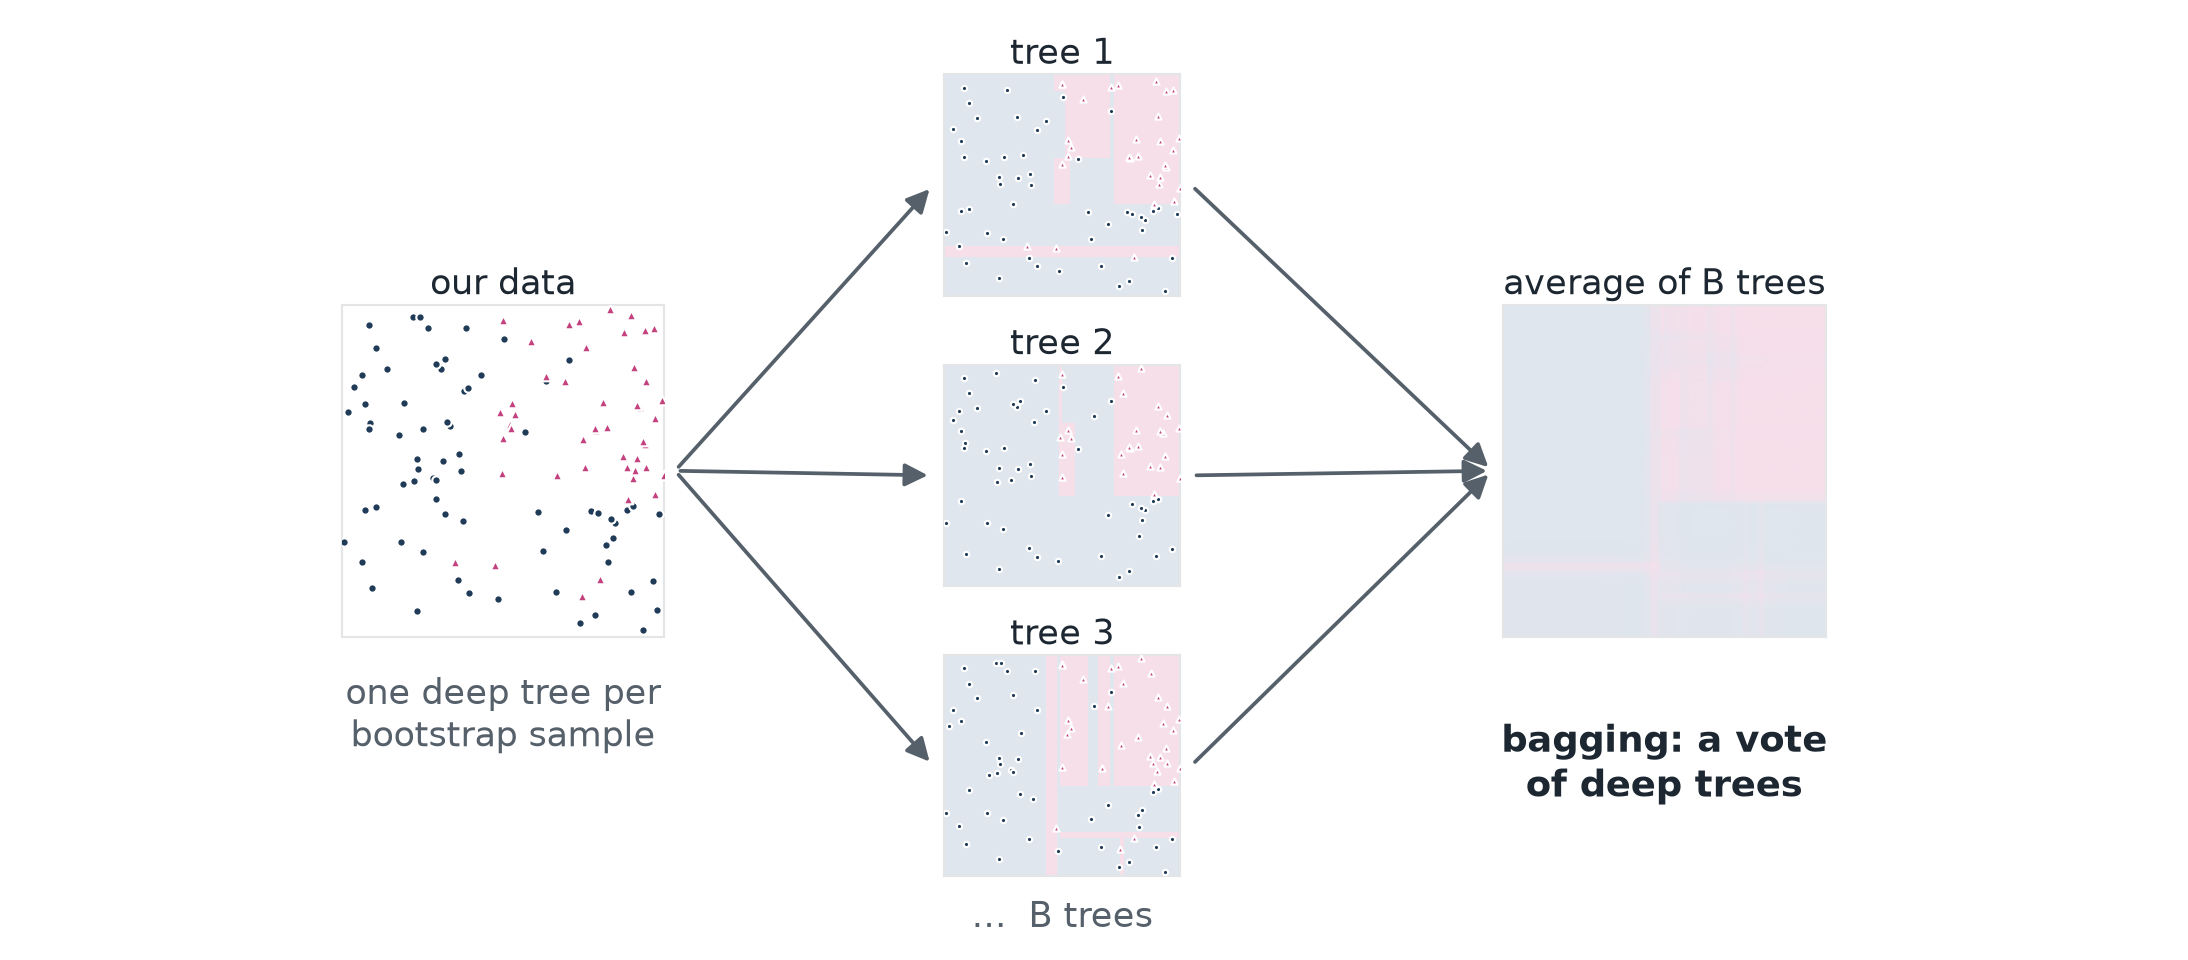 our data
one deep tree per
bootstrap sample
tree 1
tree 2
tree 3
... B trees
average of B trees
bagging: a vote
of deep trees